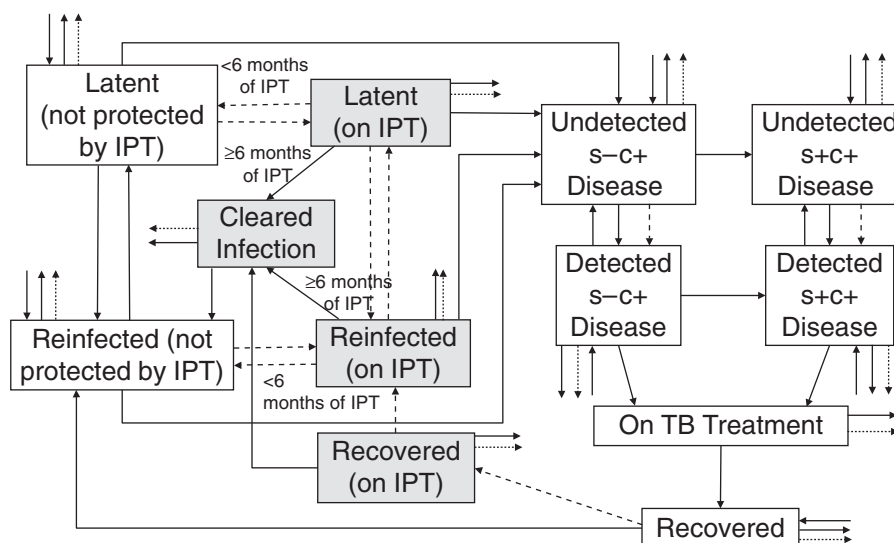 Latent
(not protected
by IPT)
<6 months
of IPT
Latent
(on IPT)
Undetected
s−c+
Disease
Undetected
s+c+
Disease
≥6 months
of IPT
Cleared
Infection
Detected
s−c+
Disease
Detected
s+c+
Disease
≥6 months
of IPT
Reinfected (not
protected by IPT)
Reinfected
(on IPT)
<6
months of IPT
On TB Treatment
Recovered
(on IPT)
Recovered